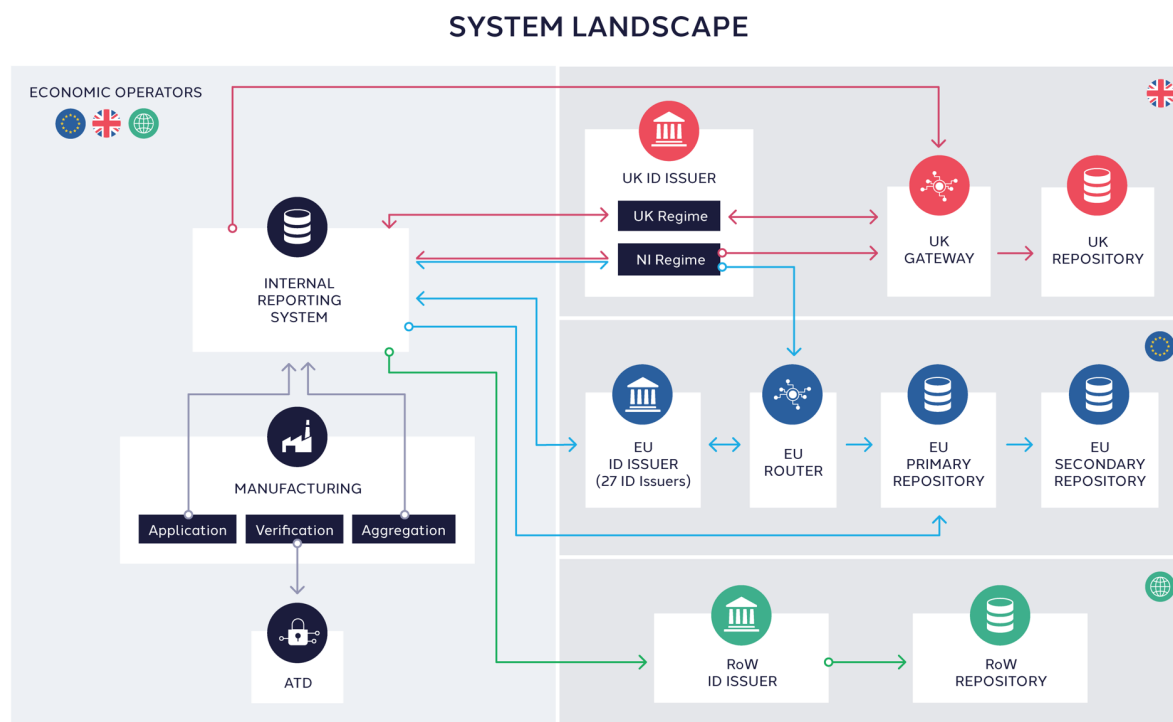 SYSTEM LANDSCAPE
ECONOMIC OPERATORS
INTERNAL
REPORTING
SYSTEM
MANUFACTURING
Application
Verification
Aggregation
ATD
UK ID ISSUER
UK Regime
NI Regime
UK
GATEWAY
UK
REPOSITORY
EU
ID ISSUER
(27 ID Issuers)
EU
ROUTER
EU
PRIMARY
REPOSITORY
EU
SECONDARY
REPOSITORY
RoW
ID ISSUER
RoW
REPOSITORY